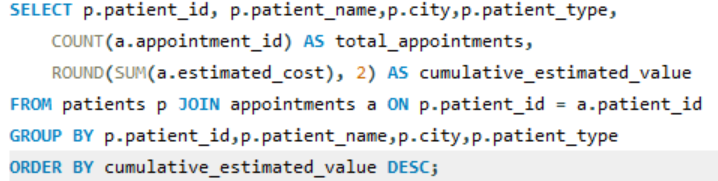 SELECT p.patient_id, p.patient_name,p.city,p.patient_type,
COUNT(a.appointment_id) AS total_appointments,
ROUND(SUM(a.estimated_cost), 2) AS cumulative_estimated_value
FROM patients p JOIN appointments a ON p.patient_id = a.patient_id
GROUP BY p.patient_id,p.patient_name,p.city,p.patient_type
ORDER BY cumulative_estimated_value DESC;